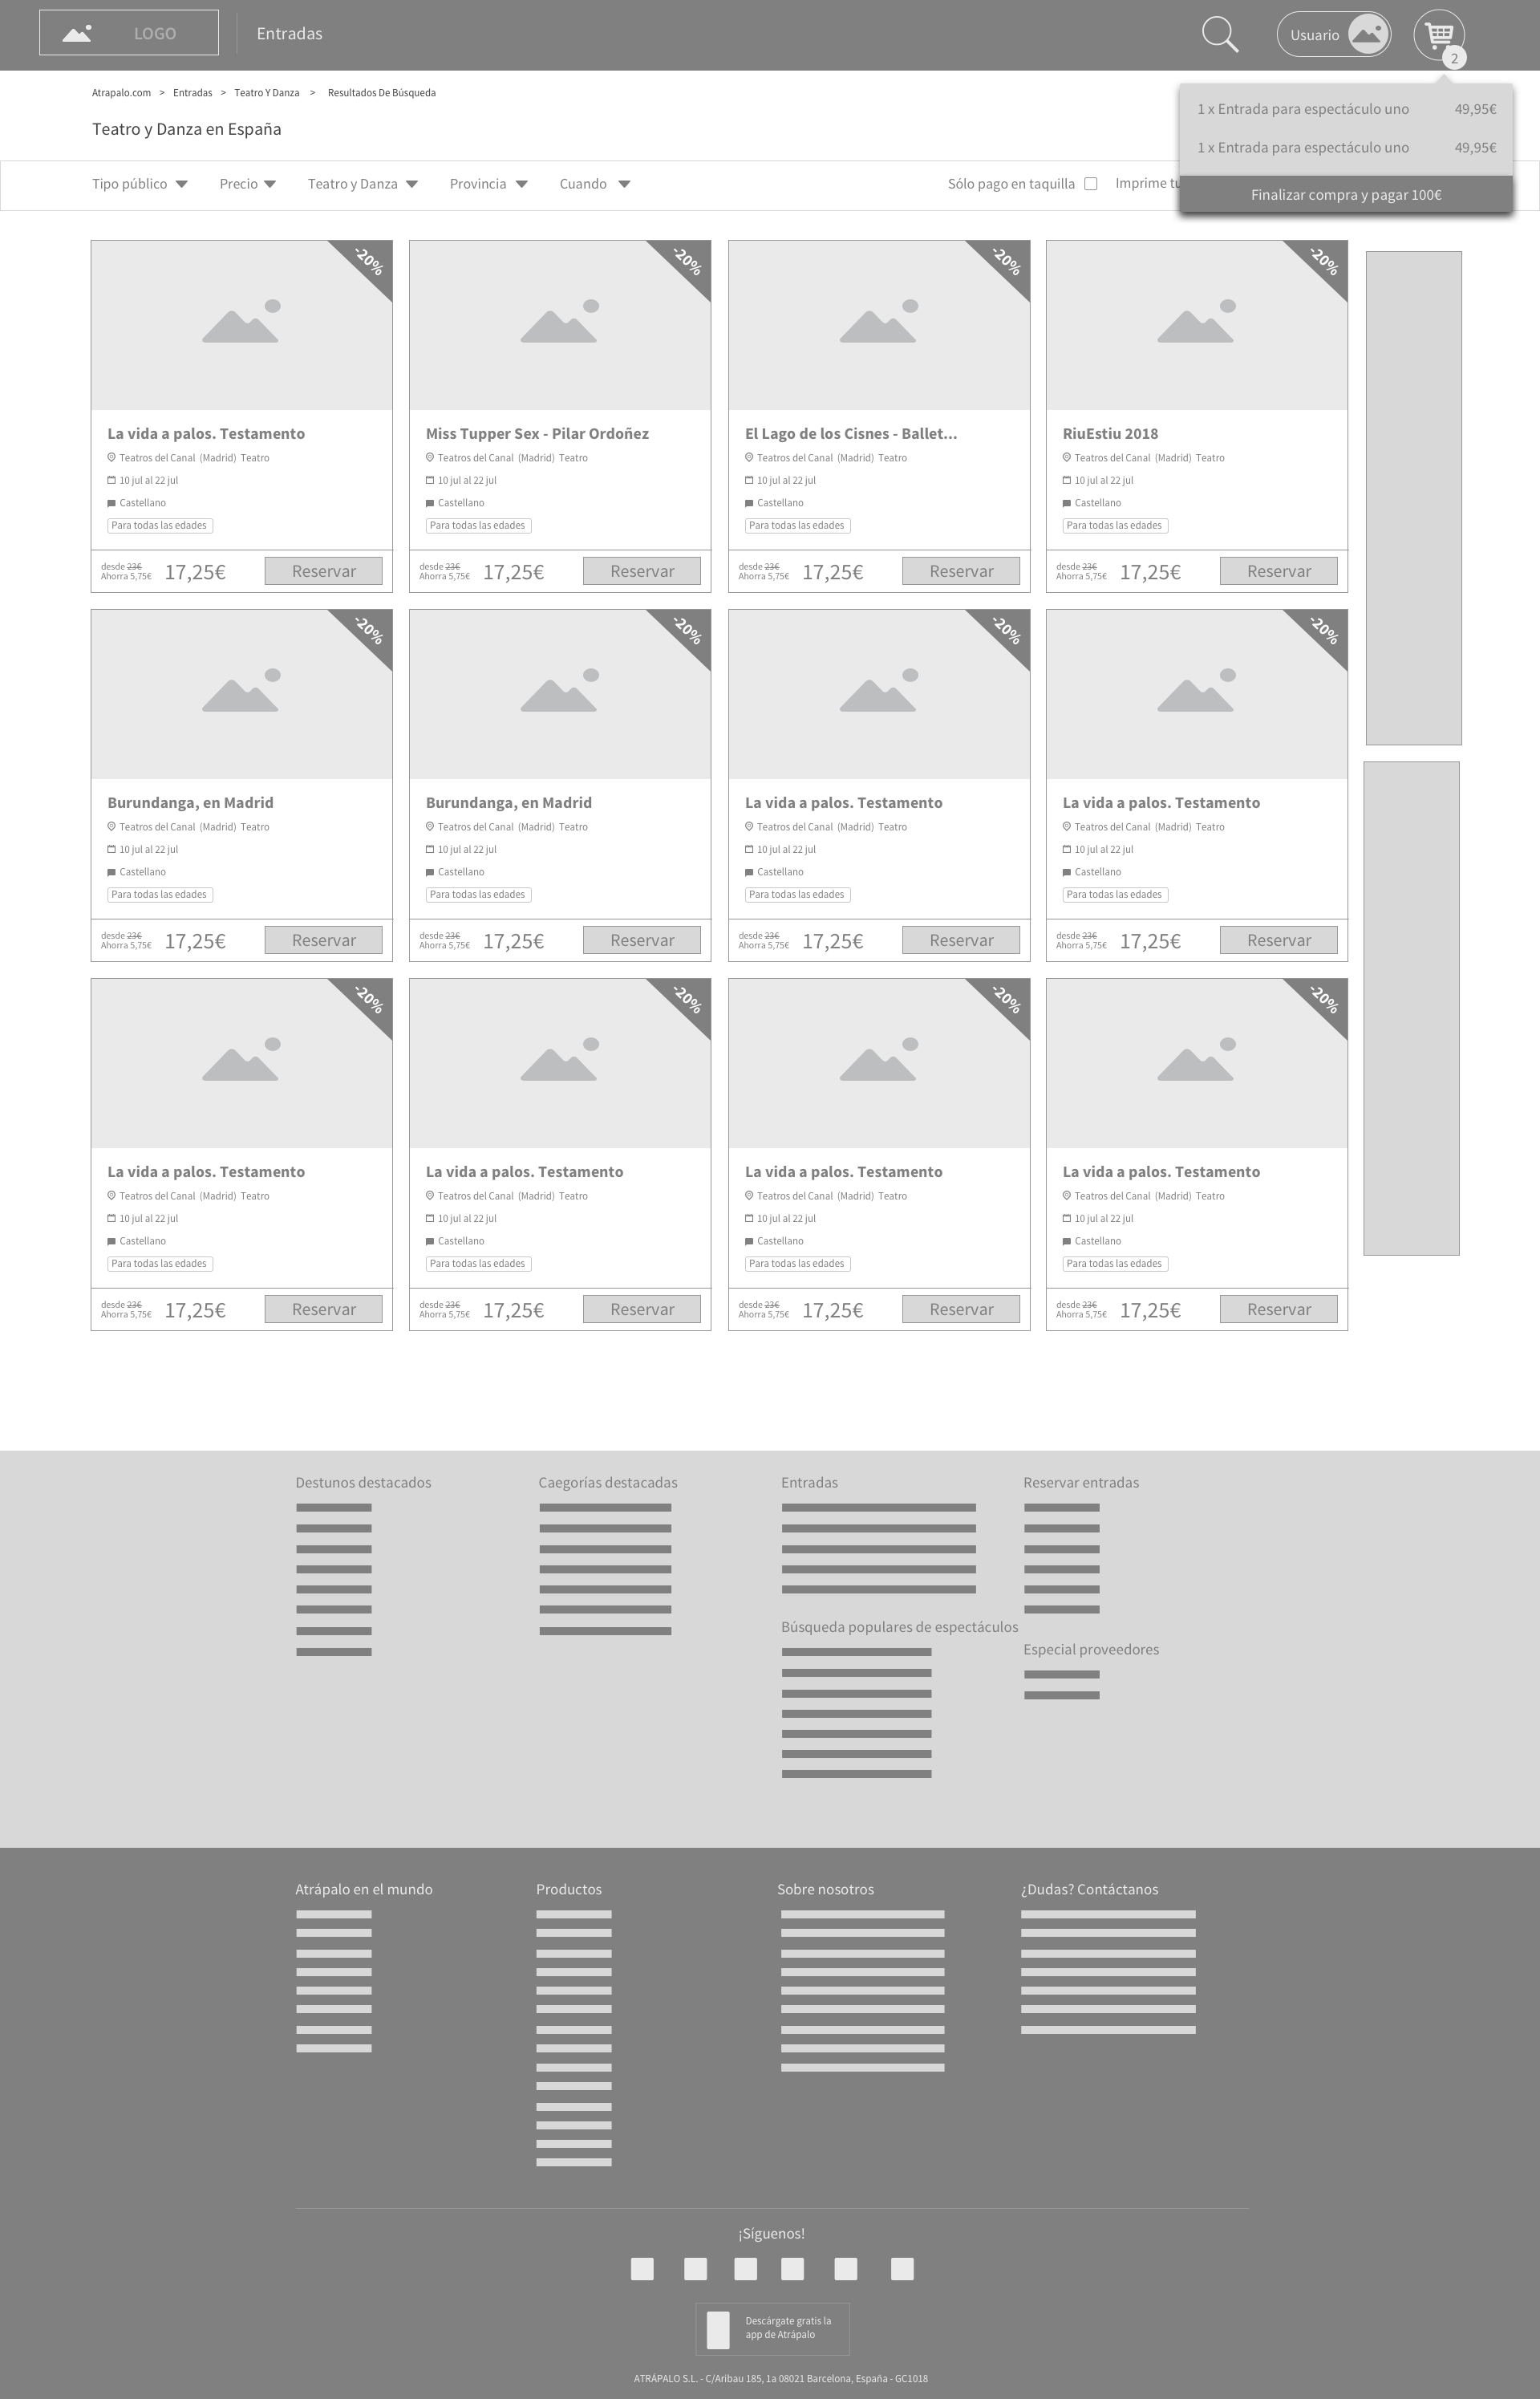 LOGO
Entradas
Usuario
2
Atrapalo.com > Entradas > Teatro Y Danza > Resultados De Búsqueda
Teatro y Danza en España
1 x Entrada para espectáculo uno 49,95€
1 x Entrada para espectáculo uno 49,95€
Finalizar compra y pagar 100€
Tipo público Precio Teatro y Danza Provincia Cuando Sólo pago en taquilla Imprime tu
-20% -20% -20% -20%
La vida a palos. Testamento Miss Tupper Sex - Pilar Ordoñez El Lago de los Cisnes - Ballet... RiuEstiu 2018
Teatros del Canal (Madrid) Teatro Teatros del Canal (Madrid) Teatro Teatros del Canal (Madrid) Teatro Teatros del Canal (Madrid) Teatro
10 jul al 22 jul 10 jul al 22 jul 10 jul al 22 jul 10 jul al 22 jul
Castellano Castellano Castellano Castellano
Para todas las edades Para todas las edades Para todas las edades Para todas las edades
desde 23€ desde 23€ desde 23€ desde 23€
Ahorra 5,75€ 17,25€ Reservar Ahorra 5,75€ 17,25€ Reservar Ahorra 5,75€ 17,25€ Reservar Ahorra 5,75€ 17,25€ Reservar
-20% -20% -20% -20%
Burundanga, en Madrid Burundanga, en Madrid La vida a palos. Testamento La vida a palos. Testamento
Teatros del Canal (Madrid) Teatro Teatros del Canal (Madrid) Teatro Teatros del Canal (Madrid) Teatro Teatros del Canal (Madrid) Teatro
10 jul al 22 jul 10 jul al 22 jul 10 jul al 22 jul 10 jul al 22 jul
Castellano Castellano Castellano Castellano
Para todas las edades Para todas las edades Para todas las edades Para todas las edades
desde 23€ desde 23€ desde 23€ desde 23€
Ahorra 5,75€ 17,25€ Reservar Ahorra 5,75€ 17,25€ Reservar Ahorra 5,75€ 17,25€ Reservar Ahorra 5,75€ 17,25€ Reservar
-20% -20% -20% -20%
La vida a palos. Testamento La vida a palos. Testamento La vida a palos. Testamento La vida a palos. Testamento
Teatros del Canal (Madrid) Teatro Teatros del Canal (Madrid) Teatro Teatros del Canal (Madrid) Teatro Teatros del Canal (Madrid) Teatro
10 jul al 22 jul 10 jul al 22 jul 10 jul al 22 jul 10 jul al 22 jul
Castellano Castellano Castellano Castellano
Para todas las edades Para todas las edades Para todas las edades Para todas las edades
desde 23€ desde 23€ desde 23€ desde 23€
Ahorra 5,75€ 17,25€ Reservar Ahorra 5,75€ 17,25€ Reservar Ahorra 5,75€ 17,25€ Reservar Ahorra 5,75€ 17,25€ Reservar
Destunos destacados Caegorías destacadas Entradas Reservar entradas
Búsqueda populares de espectáculos
Especial proveedores
Atrápalo en el mundo Productos Sobre nosotros ¿Dudas? Contáctanos
¡Síguenos!
Descárgate gratis la
app de Atrápalo
ATRÁPALO S.L. - C/Aribau 185, 1a 08021 Barcelona, España - GC1018